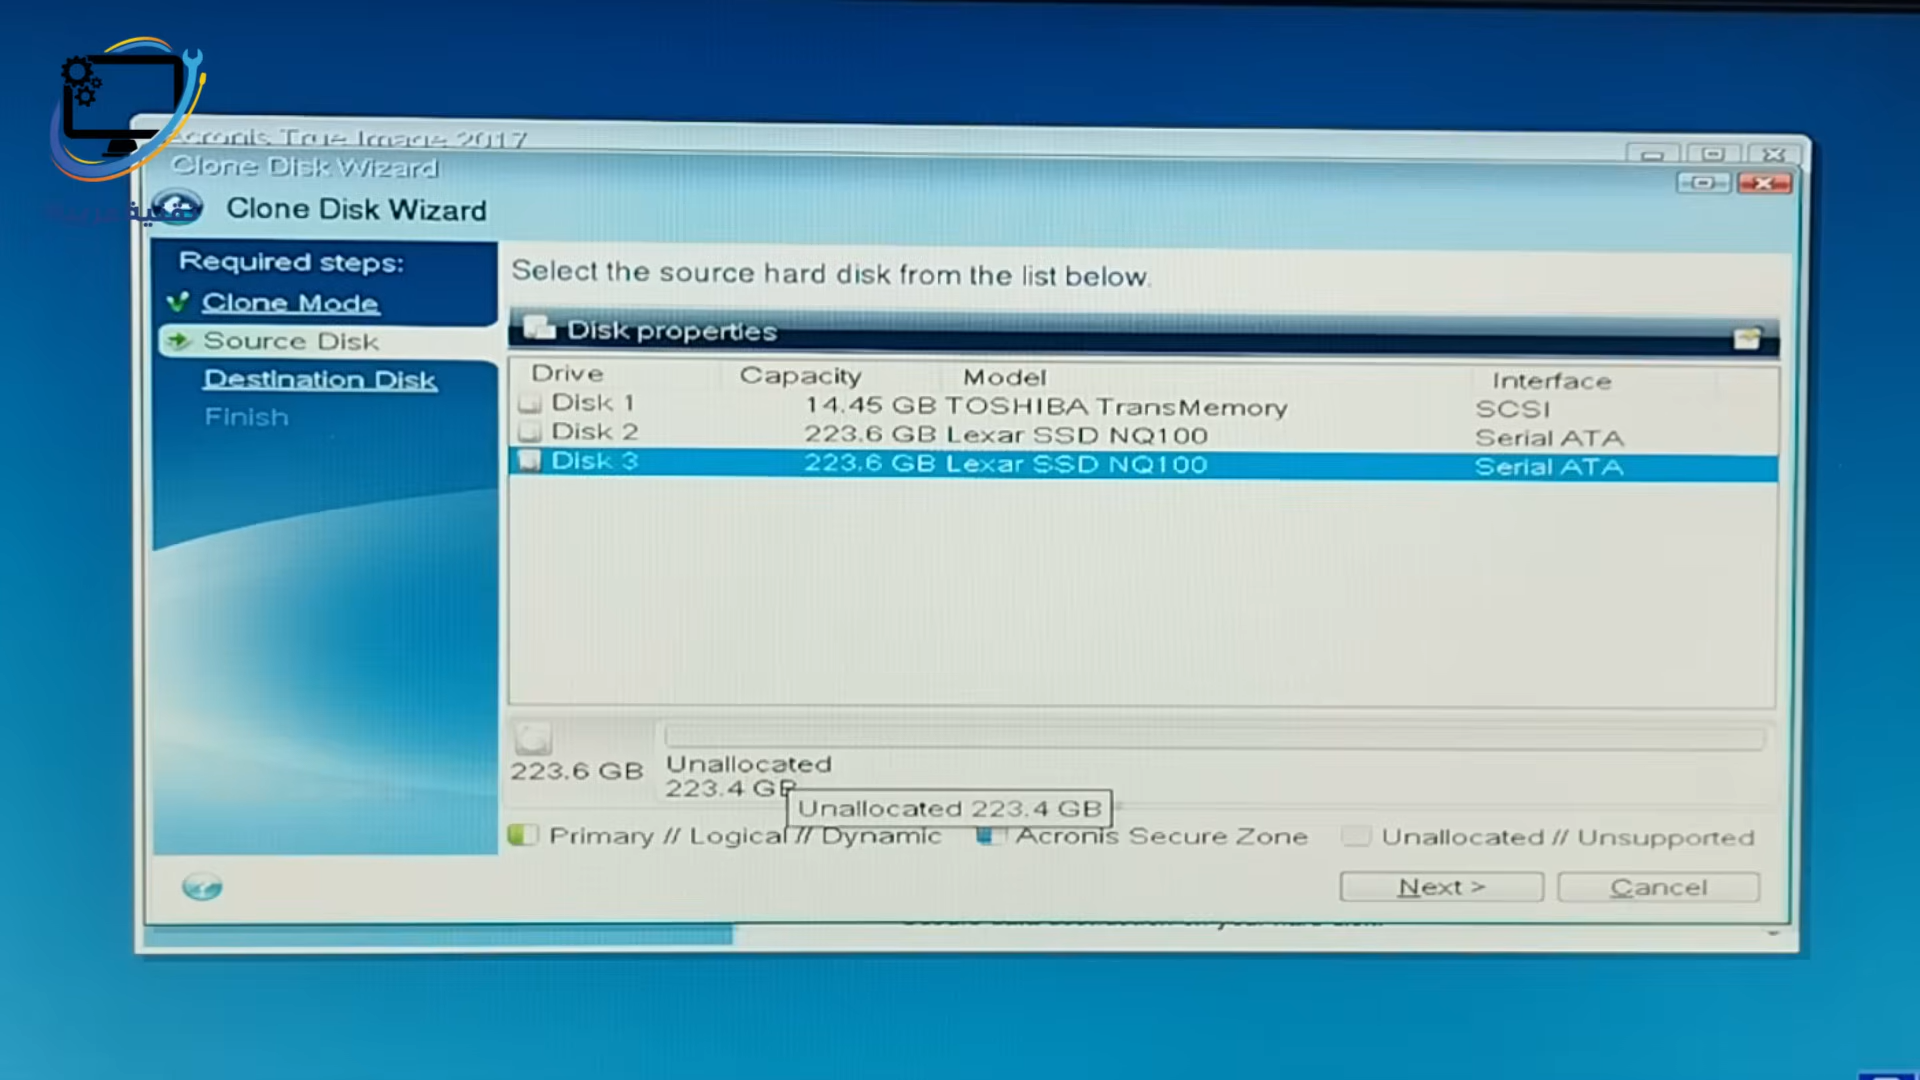 Acronis True Image 2017
Clone Disk Wizard
Clone Disk Wizard
Required steps:
Clone Mode
Source Disk
Destination Disk
Finish
Select the source hard disk from the list below.
Disk properties
Drive Capacity Model Interface
Disk 1 14.45 GB TOSHIBA TransMemory SCSI
Disk 2 223.6 GB Lexar SSD NQ100 Serial ATA
Disk 3 223.6 GB Lexar SSD NQ100 Serial ATA
223.6 GB
Unallocated
223.4 GB
Unallocated 223.4 GB
Primary // Logical // Dynamic Acronis Secure Zone Unallocated // Unsupported
Next > Cancel